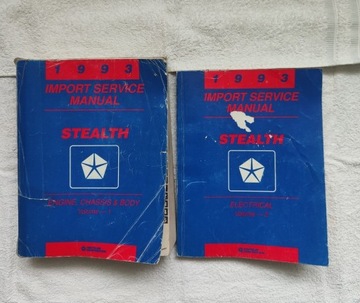 1993
IMPORT SERVICE
MANUAL
STEALTH
ENGINE, CHASSIS & BODY
1993
IMPORT SERVICE
MANUAL
STEALTH
ELECTRICAL